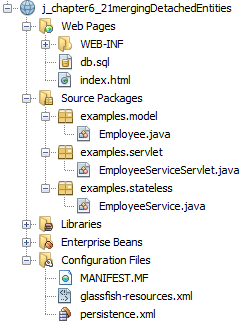 j_chapter6_21mergingDetachedEntities
Web Pages
WEB-INF
db.sql
index.html
Source Packages
examples.model
Employee.java
examples.servlet
EmployeeServiceServlet.java
examples.stateless
EmployeeService.java
Libraries
Enterprise Beans
Configuration Files
MANIFEST.MF
glassfish-resources.xml
persistence.xml